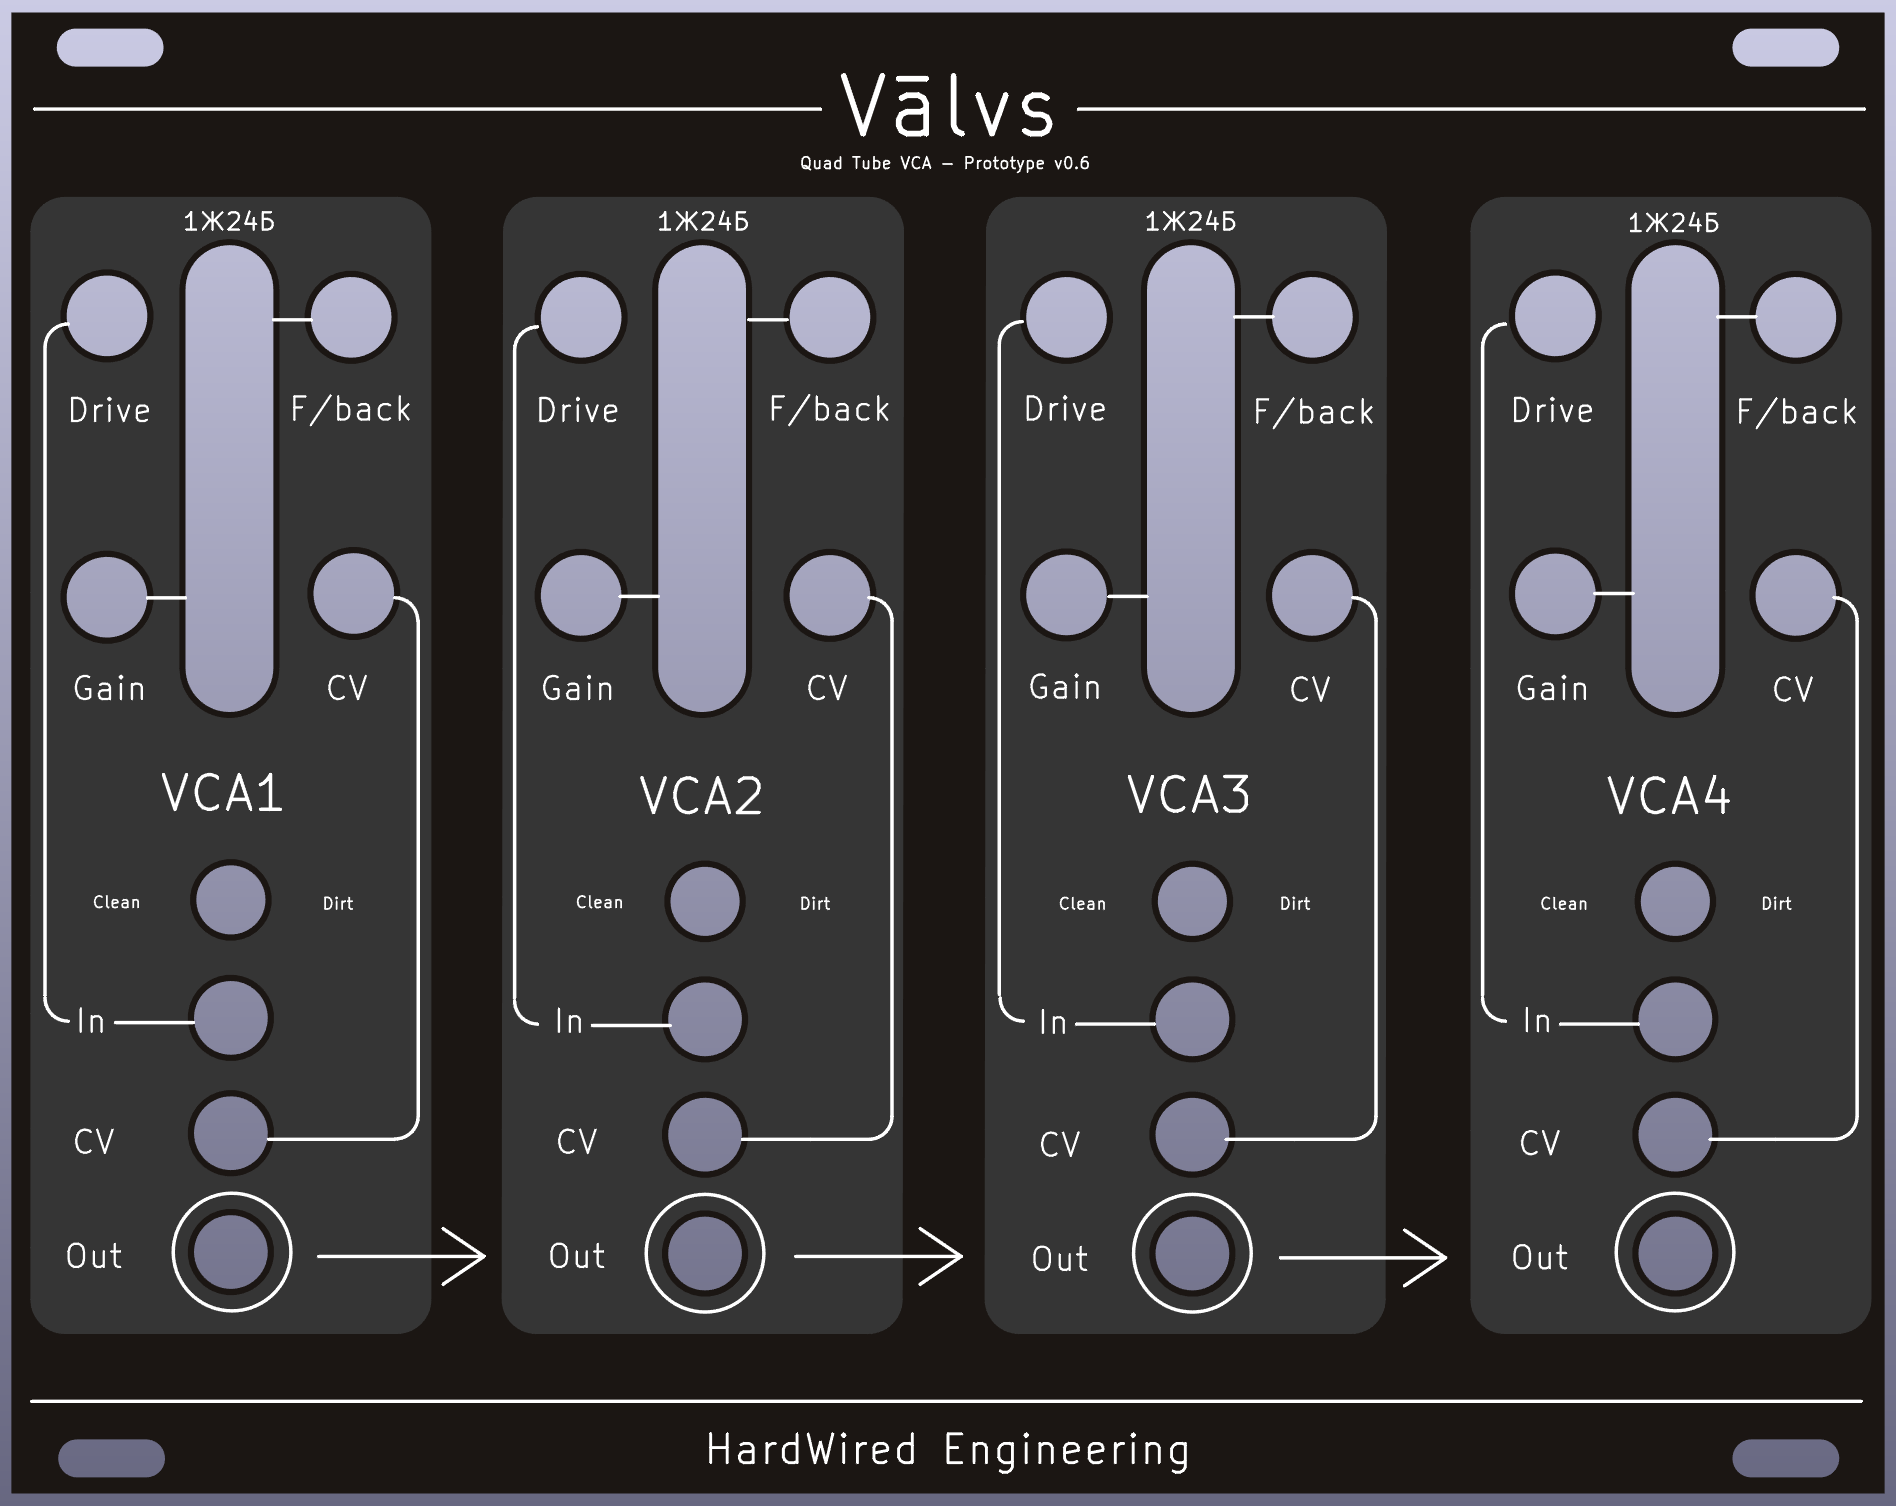 Vālvs
Quad Tube VCA – Prototype v0.6
1Ж24Б 1Ж24Б 1Ж24Б 1Ж24Б
Drive F/back Drive F/back Drive F/back Drive F/back
Gain CV Gain CV Gain CV Gain CV
VCA1 VCA2 VCA3 VCA4
Clean Dirt Clean Dirt Clean Dirt Clean Dirt
In In In In
CV CV CV CV
Out Out Out Out
HardWired Engineering